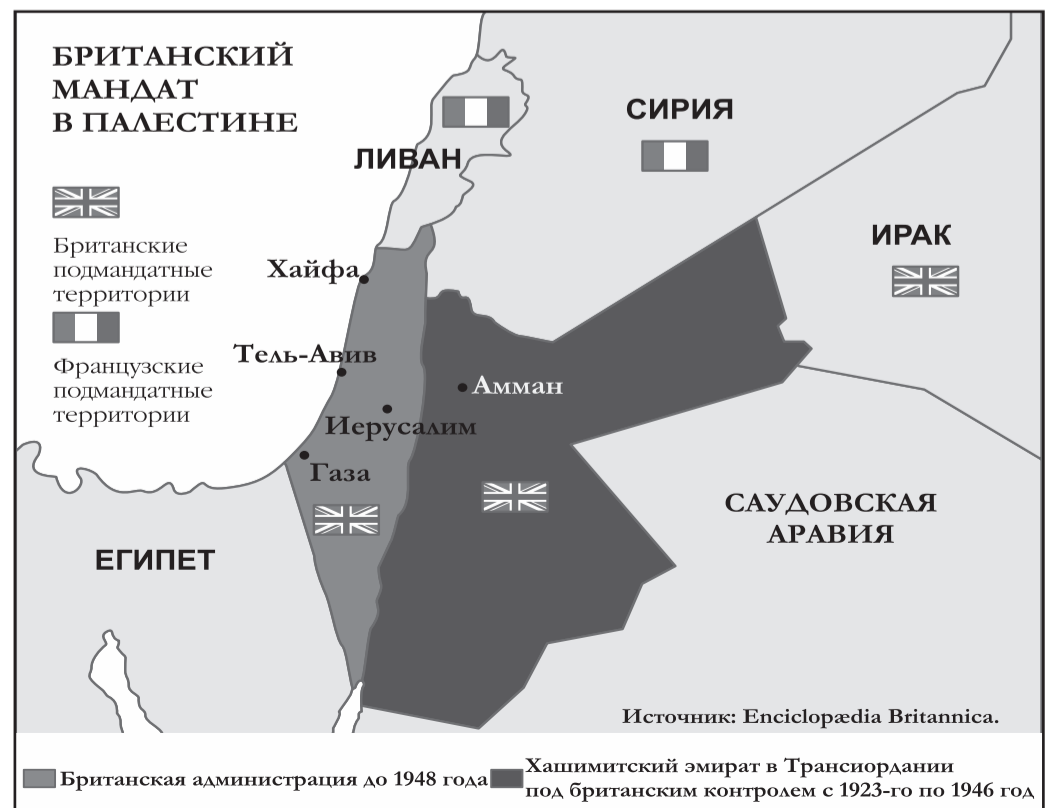 БРИТАНСКИЙ
МАНДАТ
В ПАЛЕСТИНЕ
Британские
подмандатные
территории
Французские
подмандатные
территории
ЛИВАН
СИРИЯ
ИРАК
Хайфа
Тель-Авив
Амман
Иерусалим
Газа
САУДОВСКАЯ
АРАВИЯ
ЕГИПЕТ
Источник: Enciclopædia Britannica.
Британская администрация до 1948 года
Хашимитский эмират в Трансиордании
под британским контролем с 1923-го по 1946 год